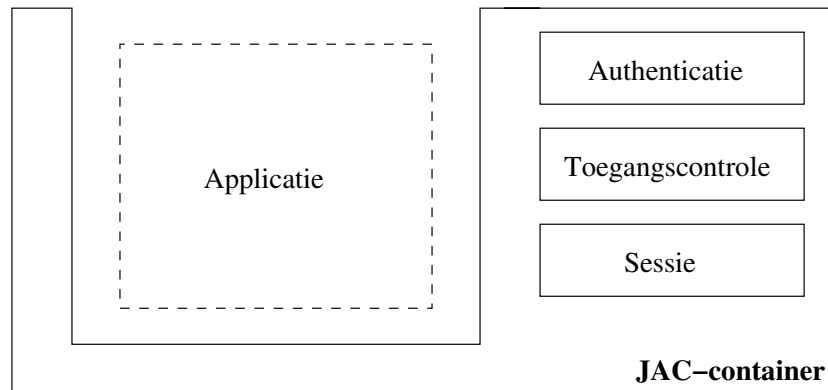 Authenticatie
Applicatie
Toegangscontrole
Sessie
JAC−container